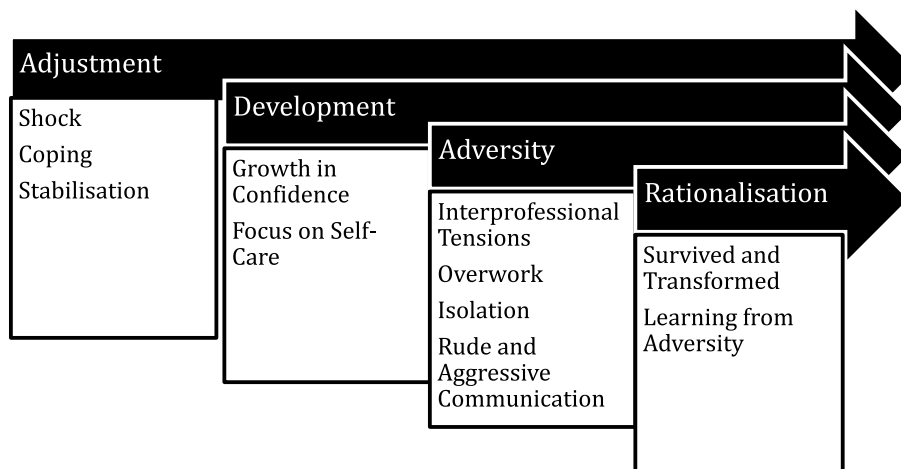 Adjustment
Shock
Coping
Stabilisation
Development
Growth in
Confidence
Focus on Self-
Care
Adversity
Interprofessional
Tensions
Overwork
Isolation
Rude and
Aggressive
Communication
Rationalisation
Survived and
Transformed
Learning from
Adversity